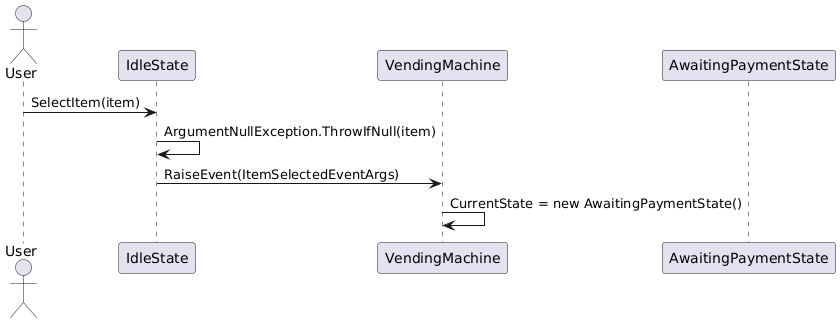 User
IdleState
VendingMachine
AwaitingPaymentState
SelectItem(item)
ArgumentNullException.ThrowIfNull(item)
RaiseEvent(ItemSelectedEventArgs)
CurrentState = new AwaitingPaymentState()
User
IdleState
VendingMachine
AwaitingPaymentState